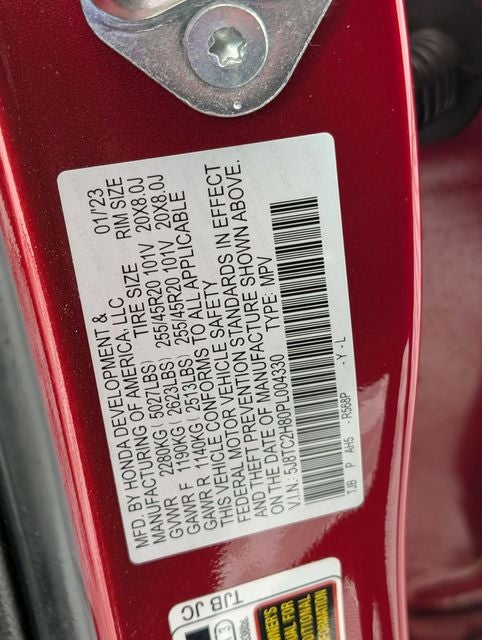 MFD. BY HONDA DEVELOPMENT &
MANUFACTURING OF AMERICA, LLC 01/'23
TIRE SIZE RIM SIZE
GVWR 2280KG ( 5027LBS)
GAWR F 1190KG ( 2623LBS) 255/45R20 101V 20X8.0J
GAWR R 1140KG ( 2513LBS) 255/45R20 101V 20X8.0J
THIS VEHICLE CONFORMS TO ALL APPLICABLE
FEDERAL MOTOR VEHICLE SAFETY
AND THEFT PREVENTION STANDARDS IN EFFECT
ON THE DATE OF MANUFACTURE SHOWN ABOVE.
V.I.N.: 5J8TC2H80PL004330 TYPE: MPV
TJB P AH5 - R568P · Y - L
TJB JC